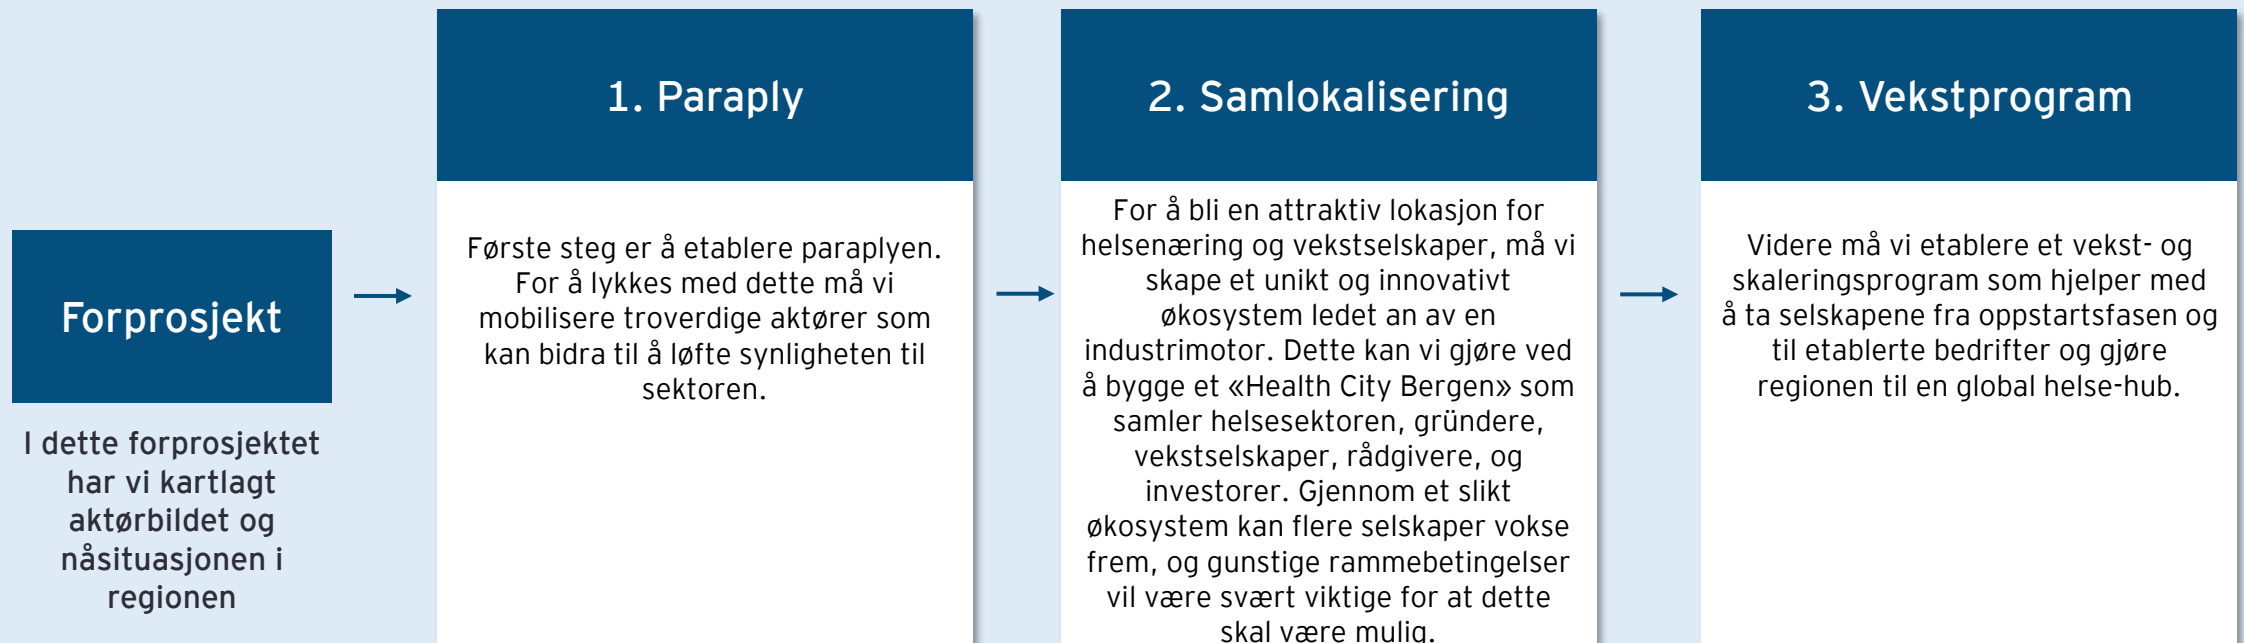 Forprosjekt
I dette forprosjektet
har vi kartlagt
aktørbildet og
nåsituasjonen i
regionen
1. Paraply
Første steg er å etablere paraplyen.
For å lykkes med dette må vi
mobilisere troverdige aktører som
kan bidra til å løfte synligheten til
sektoren.
2. Samlokalisering
For å bli en attraktiv lokasjon for
helsenæring og vekstselskaper, må vi
skape et unikt og innovativt
økosystem ledet an av en
industrimotor. Dette kan vi gjøre ved
å bygge et «Health City Bergen» som
samler helsesektoren, gründere,
vekstselskaper, rådgivere, og
investorer. Gjennom et slikt
økosystem kan flere selskaper vokse
frem, og gunstige rammebetingelser
vil være svært viktige for at dette
skal være mulig.
3. Vekstprogram
Videre må vi etablere et vekst- og
skaleringsprogram som hjelper med
å ta selskapene fra oppstartsfasen og
til etablerte bedrifter og gjøre
regionen til en global helse-hub.